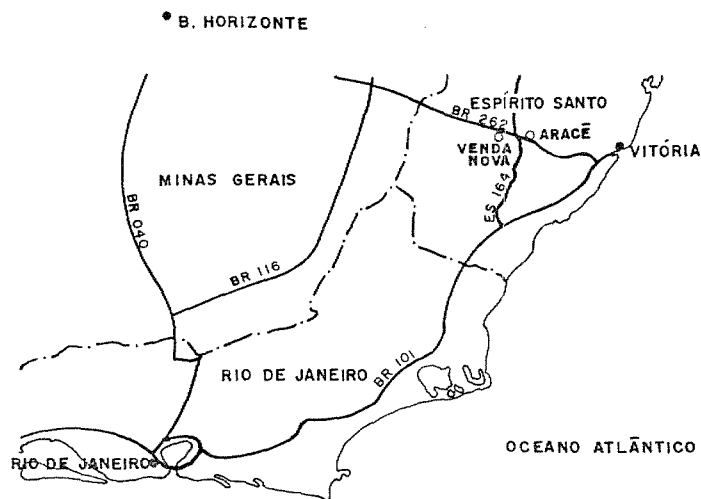 B. HORIZONTE
ESPÍRITO SANTO
BR 262
ARACÊ
VENDA
NOVA
VITÓRIA
MINAS GERAIS
ES 164
BR 040
BR 116
RIO DE JANEIRO
BR 101
OCEANO ATLÂNTICO
RIO DE JANEIRO